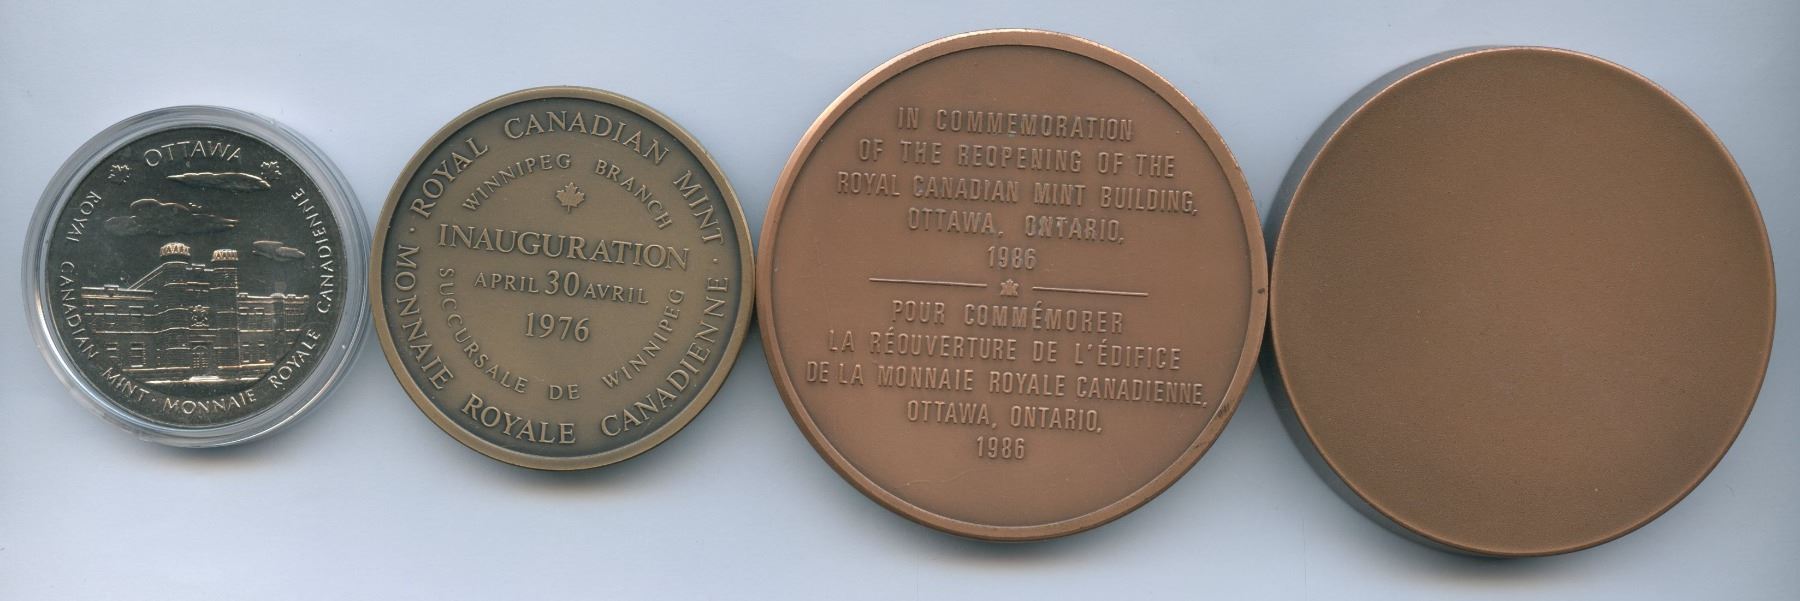 OTTAWA
ROYAL CANADIAN MINT · MONNAIE ROYALE CANADIENNE
ROYAL CANADIAN MINT
WINNIPEG BRANCH
INAUGURATION
APRIL 30 AVRIL
1976
SUCCURSALE DE WINNIPEG
· MONNAIE ROYALE CANADIENNE ·
IN COMMEMORATION
OF THE REOPENING OF THE
ROYAL CANADIAN MINT BUILDING,
OTTAWA, ONTARIO,
1986
POUR COMMÉMORER
LA RÉOUVERTURE DE L'ÉDIFICE
DE LA MONNAIE ROYALE CANADIENNE,
OTTAWA, ONTARIO,
1986